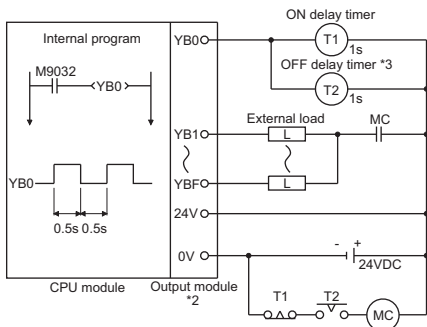 ON delay timer
Internal program
YB0
T1
1s
M9032
YB0
OFF delay timer *3
T2
1s
External load
MC
YB1
L
YB0
YBF
L
24V
0.5s 0.5s
0V
- +
24VDC
CPU module
Output module
*2
T1
T2
MC